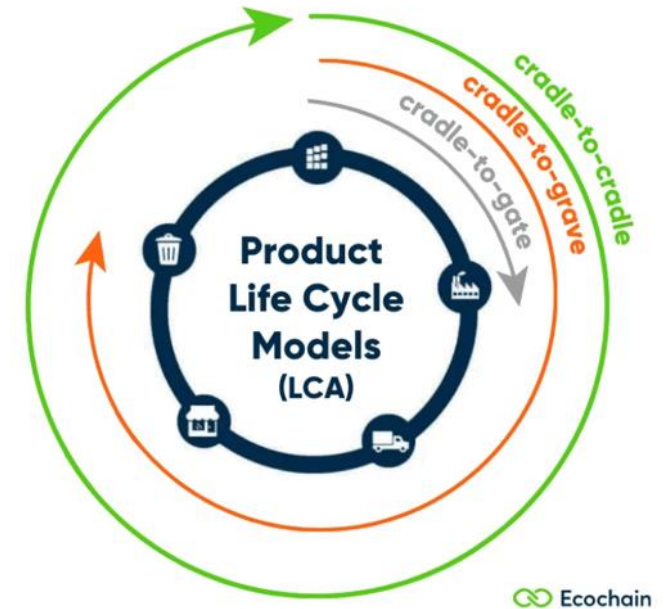 cradle-to-cradle
cradle-to-grave
cradle-to-gate
Product
Life Cycle
Models
(LCA)
Ecochain